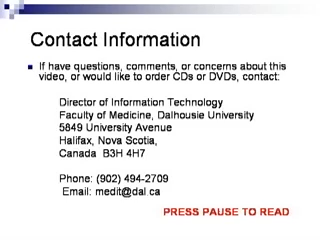 Contact Information
If have questions, comments, or concerns about this
video, or would like to order CDs or DVDs, contact:
Director of Information Technology
Faculty of Medicine, Dalhousie University
5849 University Avenue
Halifax, Nova Scotia,
Canada B3H 4H7
Phone: (902) 494-2709
Email: medit@dal.ca
PRESS PAUSE TO READ